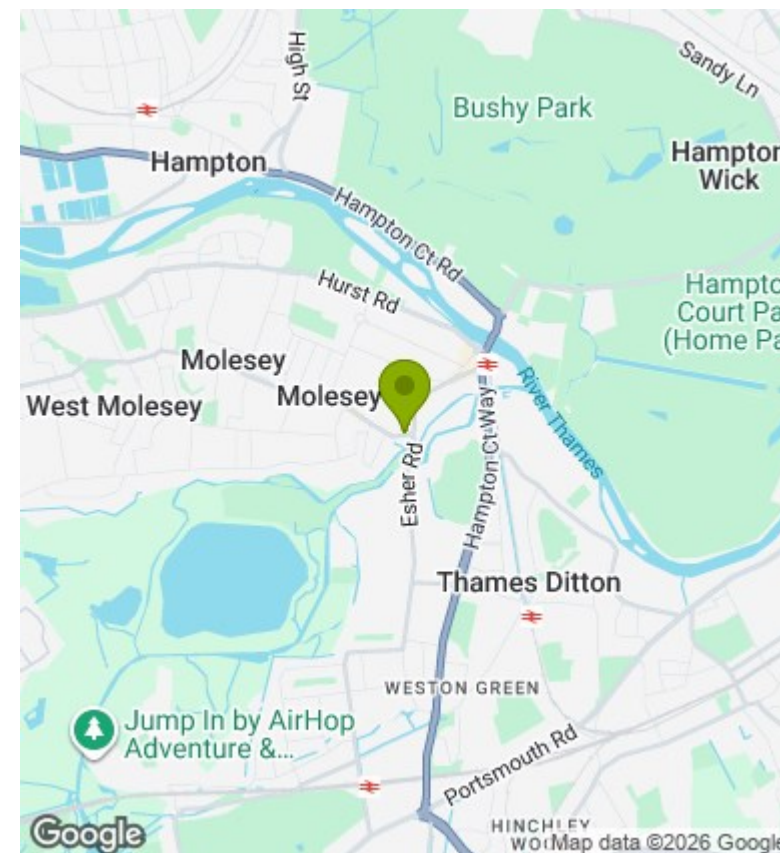 High St
Sandy Ln
Bushy Park
Hampton
Hampton
Wick
Hampton Ct Rd
Hurst Rd
Hampto
Court Pa
(Home Pa
Molesey
Molesey
West Molesey
River Thames
Hampton Ct Way
Esher Rd
Thames Ditton
WESTON GREEN
Jump In by AirHop
Adventure &...
Portsmouth Rd
HINCHLEY
Google
Map data ©2026 Google